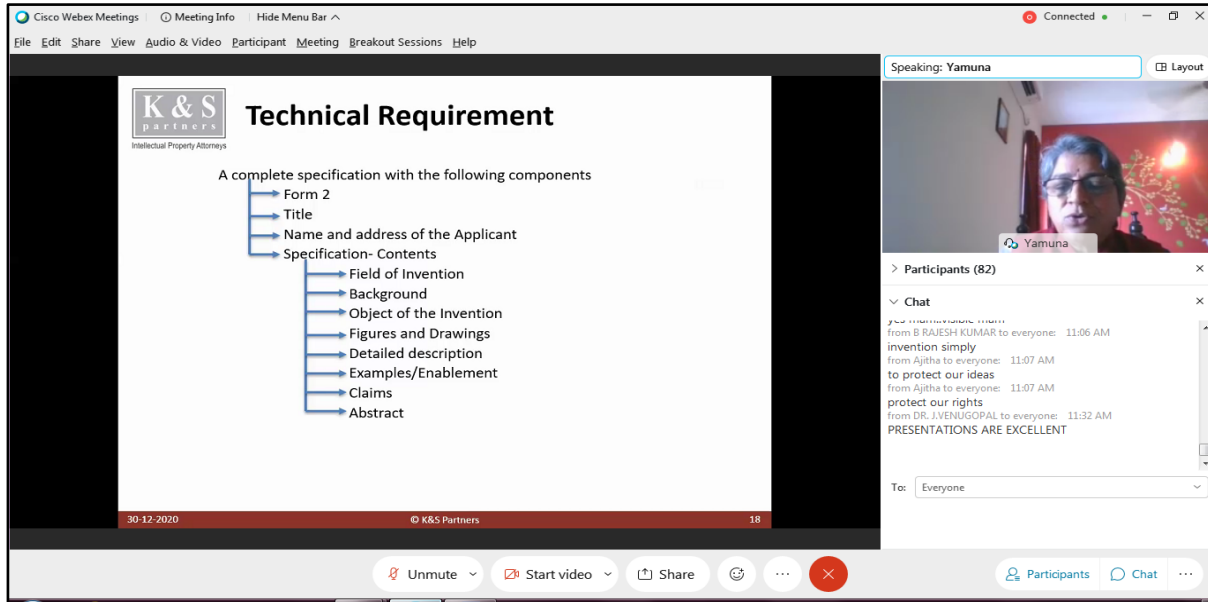 Cisco Webex Meetings Meeting Info Hide Menu Bar Connected
File Edit Share View Audio & Video Participant Meeting Breakout Sessions Help
K & S
partners
Intellectual Property Attorneys
Technical Requirement
A complete specification with the following components
Form 2
Title
Name and address of the Applicant
Specification- Contents
Field of Invention
Background
Object of the Invention
Figures and Drawings
Detailed description
Examples/Enablement
Claims
Abstract
30-12-2020 © K&S Partners 18
Speaking: Yamuna Layout
Yamuna
Participants (82)
Chat
from B RAJESH KUMAR to everyone: 11:06 AM
invention simply
from Ajitha to everyone: 11:07 AM
to protect our ideas
from Ajitha to everyone: 11:07 AM
protect our rights
from DR. J.VENUGOPAL to everyone: 11:32 AM
PRESENTATIONS ARE EXCELLENT
To: Everyone
Unmute Start video Share Participants Chat